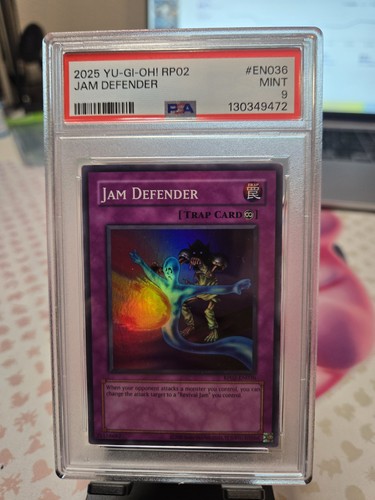 2025 YU-GI-OH! RP02
#EN036
JAM DEFENDER
MINT
9
PSA
130349472
JAM DEFENDER
罠
[TRAP CARD ]
When your opponent attacks a monster you control, you can
change the attack target to a "Revival Jam" you control.